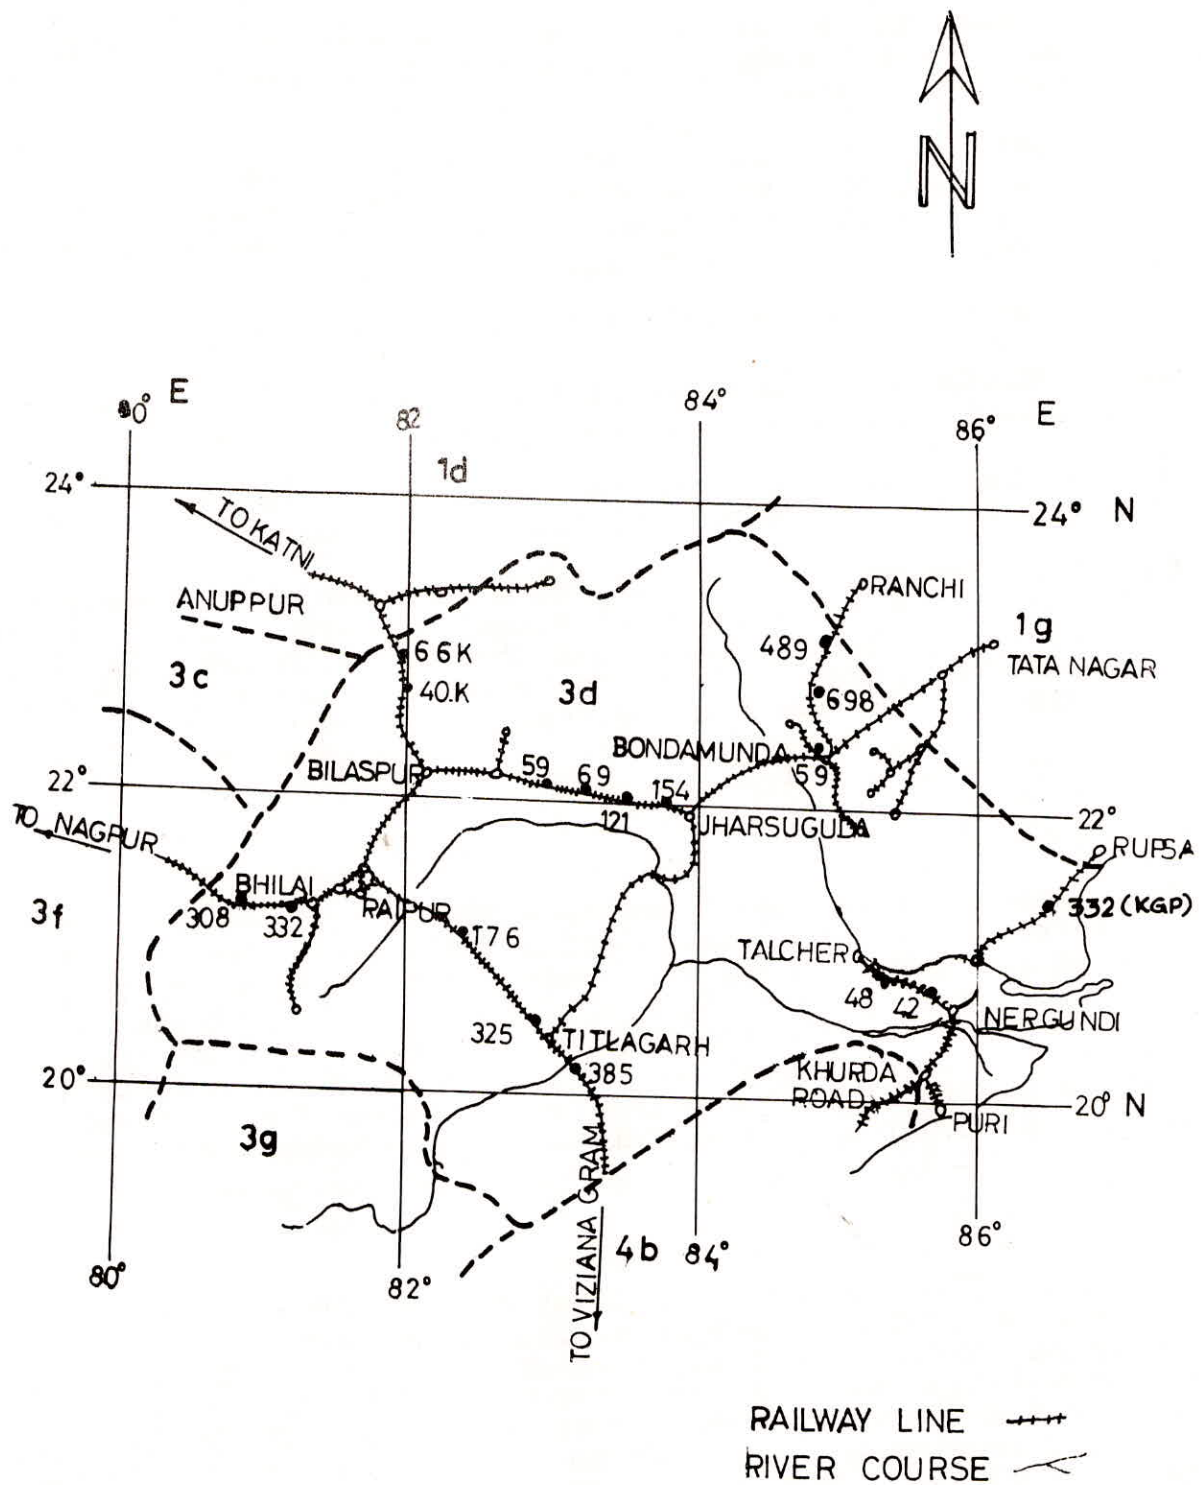 N
E
80°
82
84°
E
86°
1d
24°
24° N
TO KATNI
ANUPPUR
RANCHI
66K
489
1g
TATA NAGAR
3c
40.K
3d
698
BONDAMUNDA
BILASPUR
59
69
154
59
22°
22°
121
JHARSUGUDA
TO NAGPUR
RUPSA
BHILAI
308
332
RAIPUR
332 (KGP)
3f
176
TALCHER
48
42
NERGUNDI
325
TITLAGARH
385
KHURDA
ROAD
20°
20° N
PURI
3g
TO VIZIANA GRAM
4b
84°
86°
80°
82°
RAILWAY LINE
RIVER COURSE